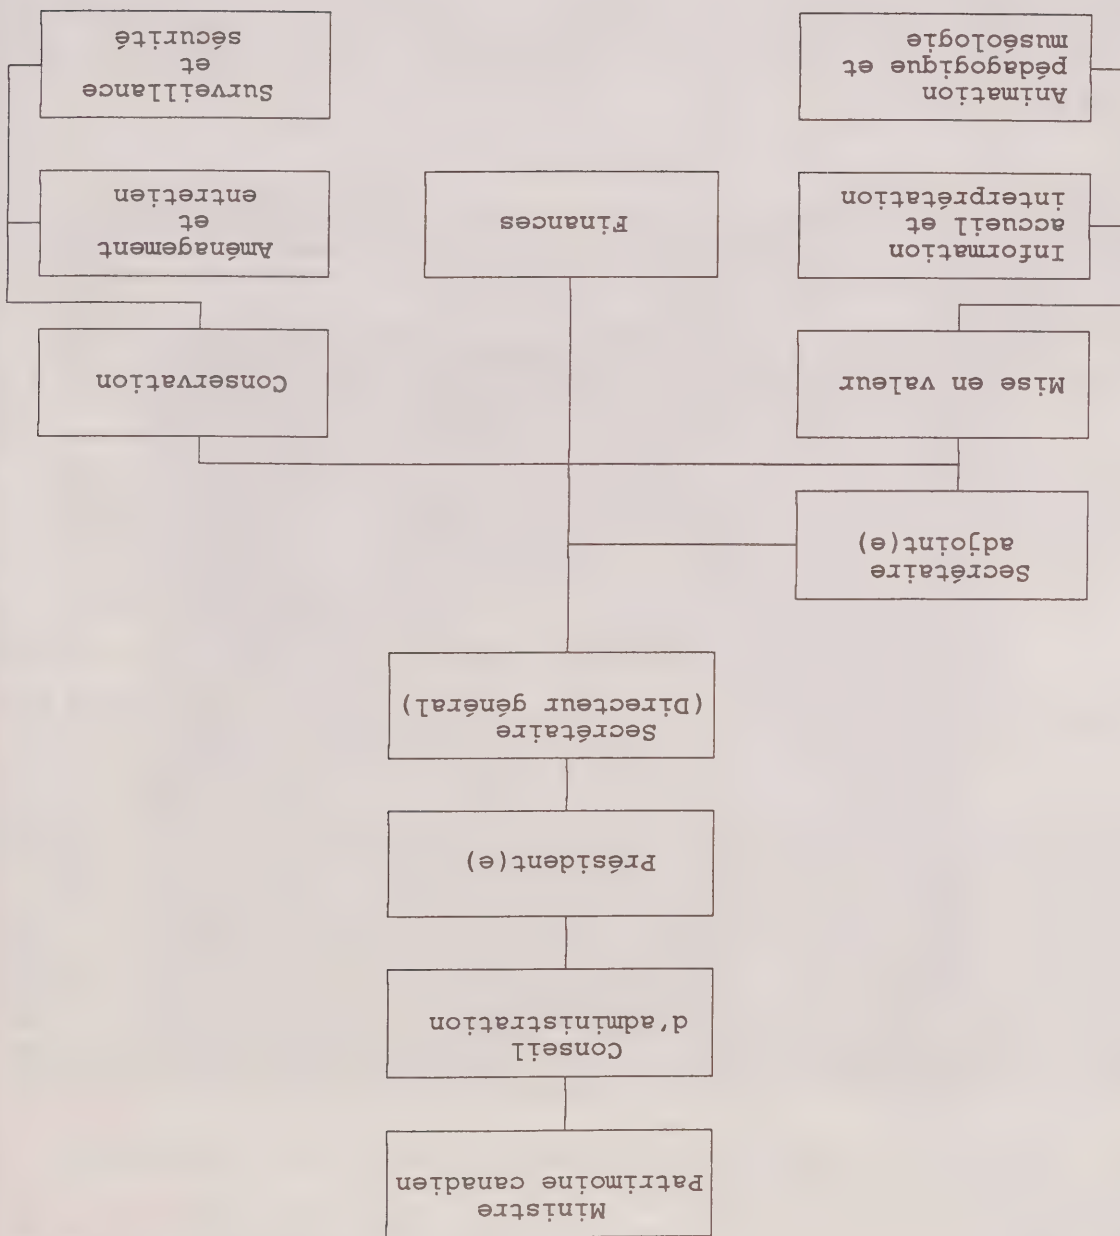 Ministre
Patrimoine canadien
Conseil
d'administration
Président(e)
Secrétaire
(Directeur général)
Secrétaire
adjoint(e)
Mise en valeur
Conservation
Information
accueil et
interprétation
Finances
Aménagement
et
entretien
Animation
pédagogique et
muséologie
Surveillance
et
sécurité